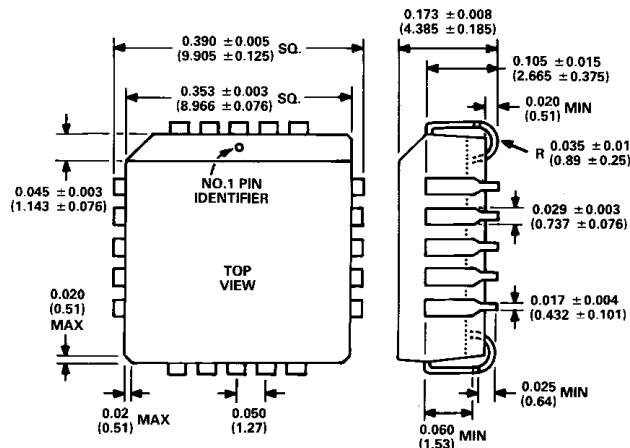 0.173 ±0.008
(4.385 ±0.185)
0.390 ±0.005
(9.905 ±0.125) SQ.
0.105 ±0.015
(2.665 ±0.375)
0.353 ±0.003
(8.966 ±0.076) SQ.
0.020
(0.51) MIN
R 0.035 ±0.01
(0.89 ±0.25)
0.045 ±0.003
(1.143 ±0.076)
NO.1 PIN
IDENTIFIER
0.029 ±0.003
(0.737 ±0.076)
TOP
VIEW
0.020
(0.51)
MAX
0.017 ±0.004
(0.432 ±0.101)
0.02
(0.51) MAX
0.050
(1.27)
0.025
(0.64) MIN
0.060
(1.53) MIN